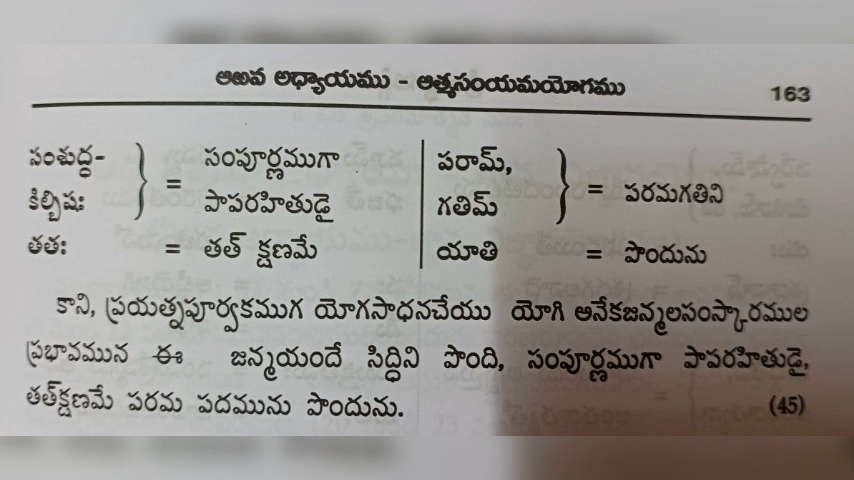 ఆఱవ అధ్యాయము - ఆత్మసంయమయోగము 163
సంశుద్ధ- } = సంపూర్ణముగా
కిల్బిషః పాపరహితుడై
తతః = తత్ క్షణమే
పరామ్, } = పరమగతిని
గతిమ్
యాతి = పొందును
కాని, ప్రయత్నపూర్వకముగ యోగసాధనచేయు యోగి అనేకజన్మలసంస్కారముల
ప్రభావమున ఈ జన్మయందే సిద్ధిని పొంది, సంపూర్ణముగా పాపరహితుడై,
తత్‌క్షణమే పరమ పదమును పొందును. (45)